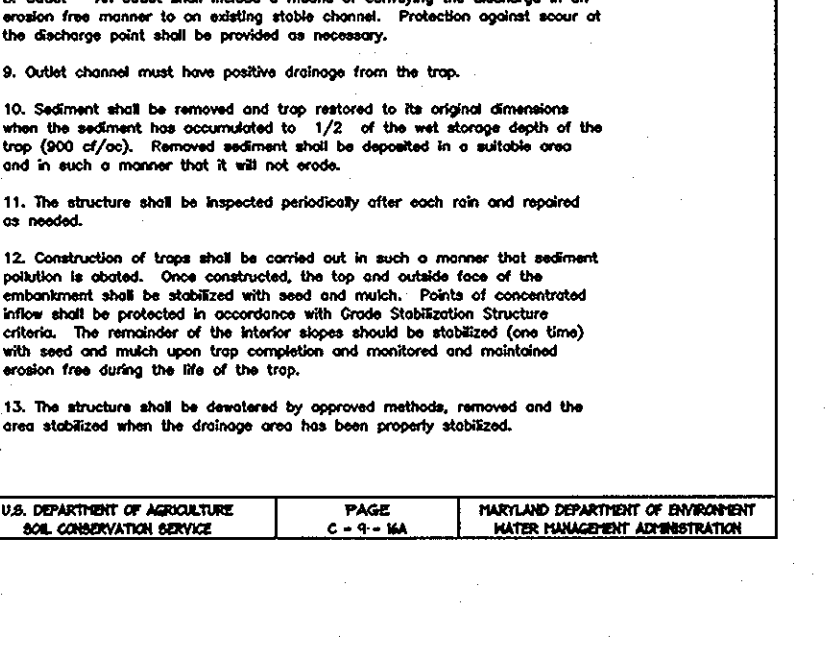 erosion free manner to an existing stable channel. Protection against scour at
the discharge point shall be provided as necessary.
9. Outlet channel must have positive drainage from the trap.
10. Sediment shall be removed and trap restored to its original dimensions
when the sediment has accumulated to 1/2 of the wet storage depth of the
trap (900 cf/ac). Removed sediment shall be deposited in a suitable area
and in such a manner that it will not erode.
11. The structure shall be inspected periodically after each rain and repaired
as needed.
12. Construction of traps shall be carried out in such a manner that sediment
pollution is abated. Once constructed, the top and outside face of the
embankment shall be stabilized with seed and mulch. Points of concentrated
inflow shall be protected in accordance with Grade Stabilization Structure
criteria. The remainder of the interior slopes should be stabilized (one time)
with seed and mulch upon trap completion and monitored and maintained
erosion free during the life of the trap.
13. The structure shall be dewatered by approved methods, removed and the
area stabilized when the drainage area has been properly stabilized.
U.S. DEPARTMENT OF AGRICULTURE
SOIL CONSERVATION SERVICE
PAGE
C - 9 - 16A
MARYLAND DEPARTMENT OF ENVIRONMENT
WATER MANAGEMENT ADMINISTRATION